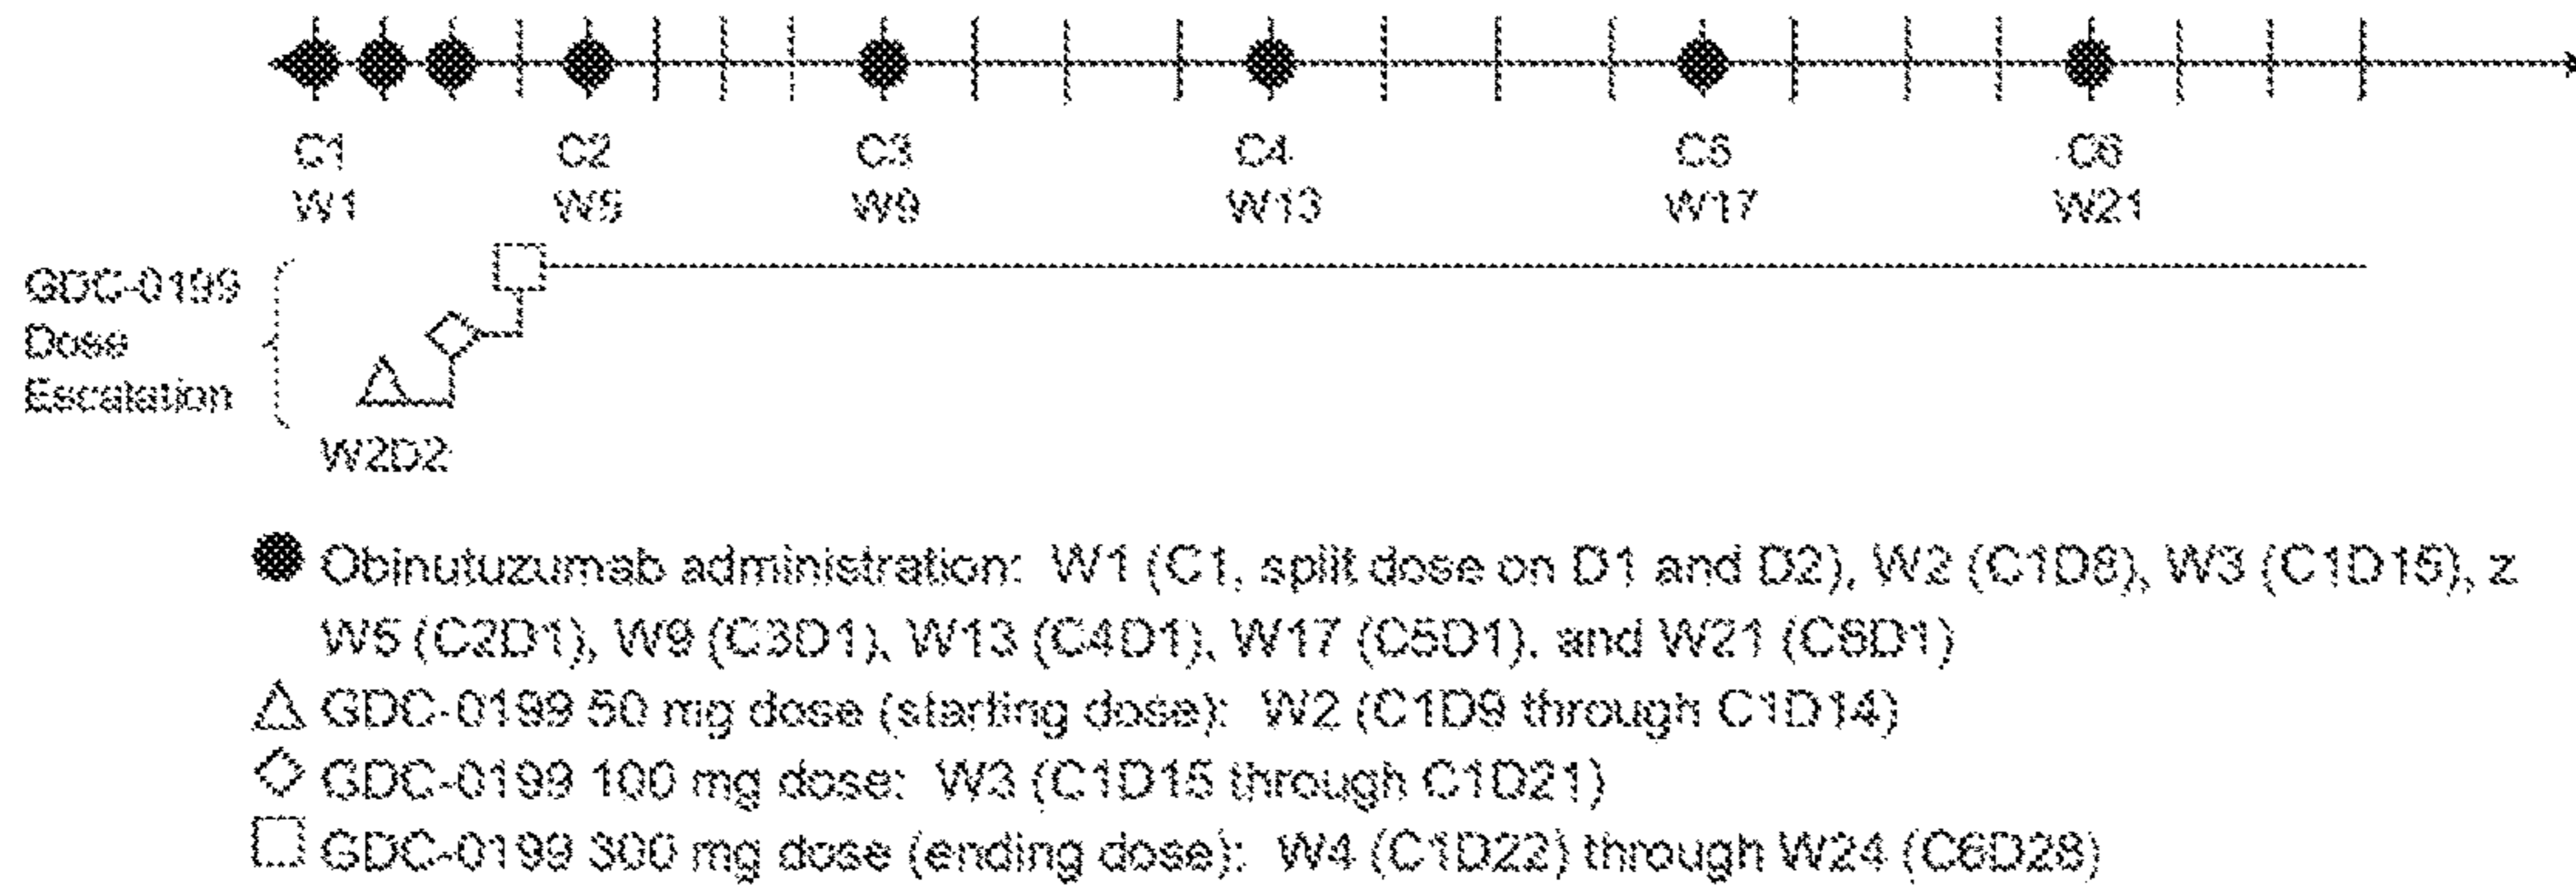 C1 C2 C3 C4 C5 C6
W1 W5 W9 W13 W17 W21
GDC-0199
Dose
Escalation
W2D2
Obinutuzumab administration: W1 (C1, split dose on D1 and D2), W2 (C1D8), W3 (C1D15), z
W5 (C2D1), W9 (C3D1), W13 (C4D1), W17 (C5D1), and W21 (C6D1)
GDC-0199 50 mg dose (starting dose): W2 (C1D9 through C1D14)
GDC-0199 100 mg dose: W3 (C1D15 through C1D21)
GDC-0199 300 mg dose (ending dose): W4 (C1D22) through W24 (C6D28)